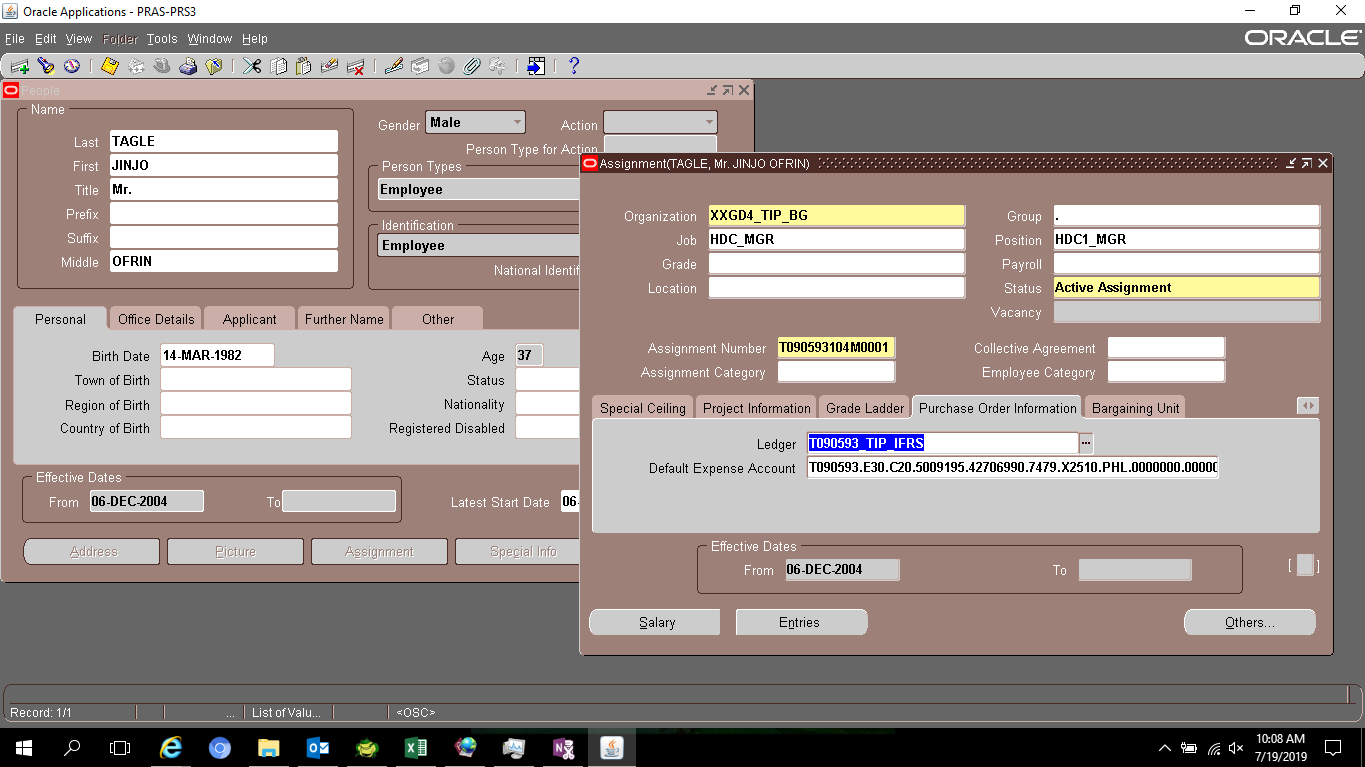 Oracle Applications - PRAS-PRS3
File Edit View Folder Tools Window Help
ORACLE
People
Name
Last TAGLE
First JINJO
Title Mr.
Prefix
Suffix
Middle OFRIN
Gender Male Action
Person Type for Action
Person Types
Employee
Identification
Employee
National Identif
Personal Office Details Applicant Further Name Other
Birth Date 14-MAR-1982 Age 37
Town of Birth Status
Region of Birth Nationality
Country of Birth Registered Disabled
Effective Dates
From 06-DEC-2004 To Latest Start Date 06-
Address Picture Assignment Special Info
Assignment(TAGLE, Mr. JINJO OFRIN)
Organization XXGD4_TIP_BG Group .
Job HDC_MGR Position HDC1_MGR
Grade Payroll
Location Status Active Assignment
Vacancy
Assignment Number T090593104M0001 Collective Agreement
Assignment Category Employee Category
Special Ceiling Project Information Grade Ladder Purchase Order Information Bargaining Unit
Ledger T090593_TIP_IFRS ...
Default Expense Account T090593.E30.C20.5009195.42706990.7479.X2510.PHL.0000000.0000(
Effective Dates
From 06-DEC-2004 To [ ]
Salary Entries Others...
Record: 1/1 ... List of Valu... <OSC>
10:08 AM
7/19/2019